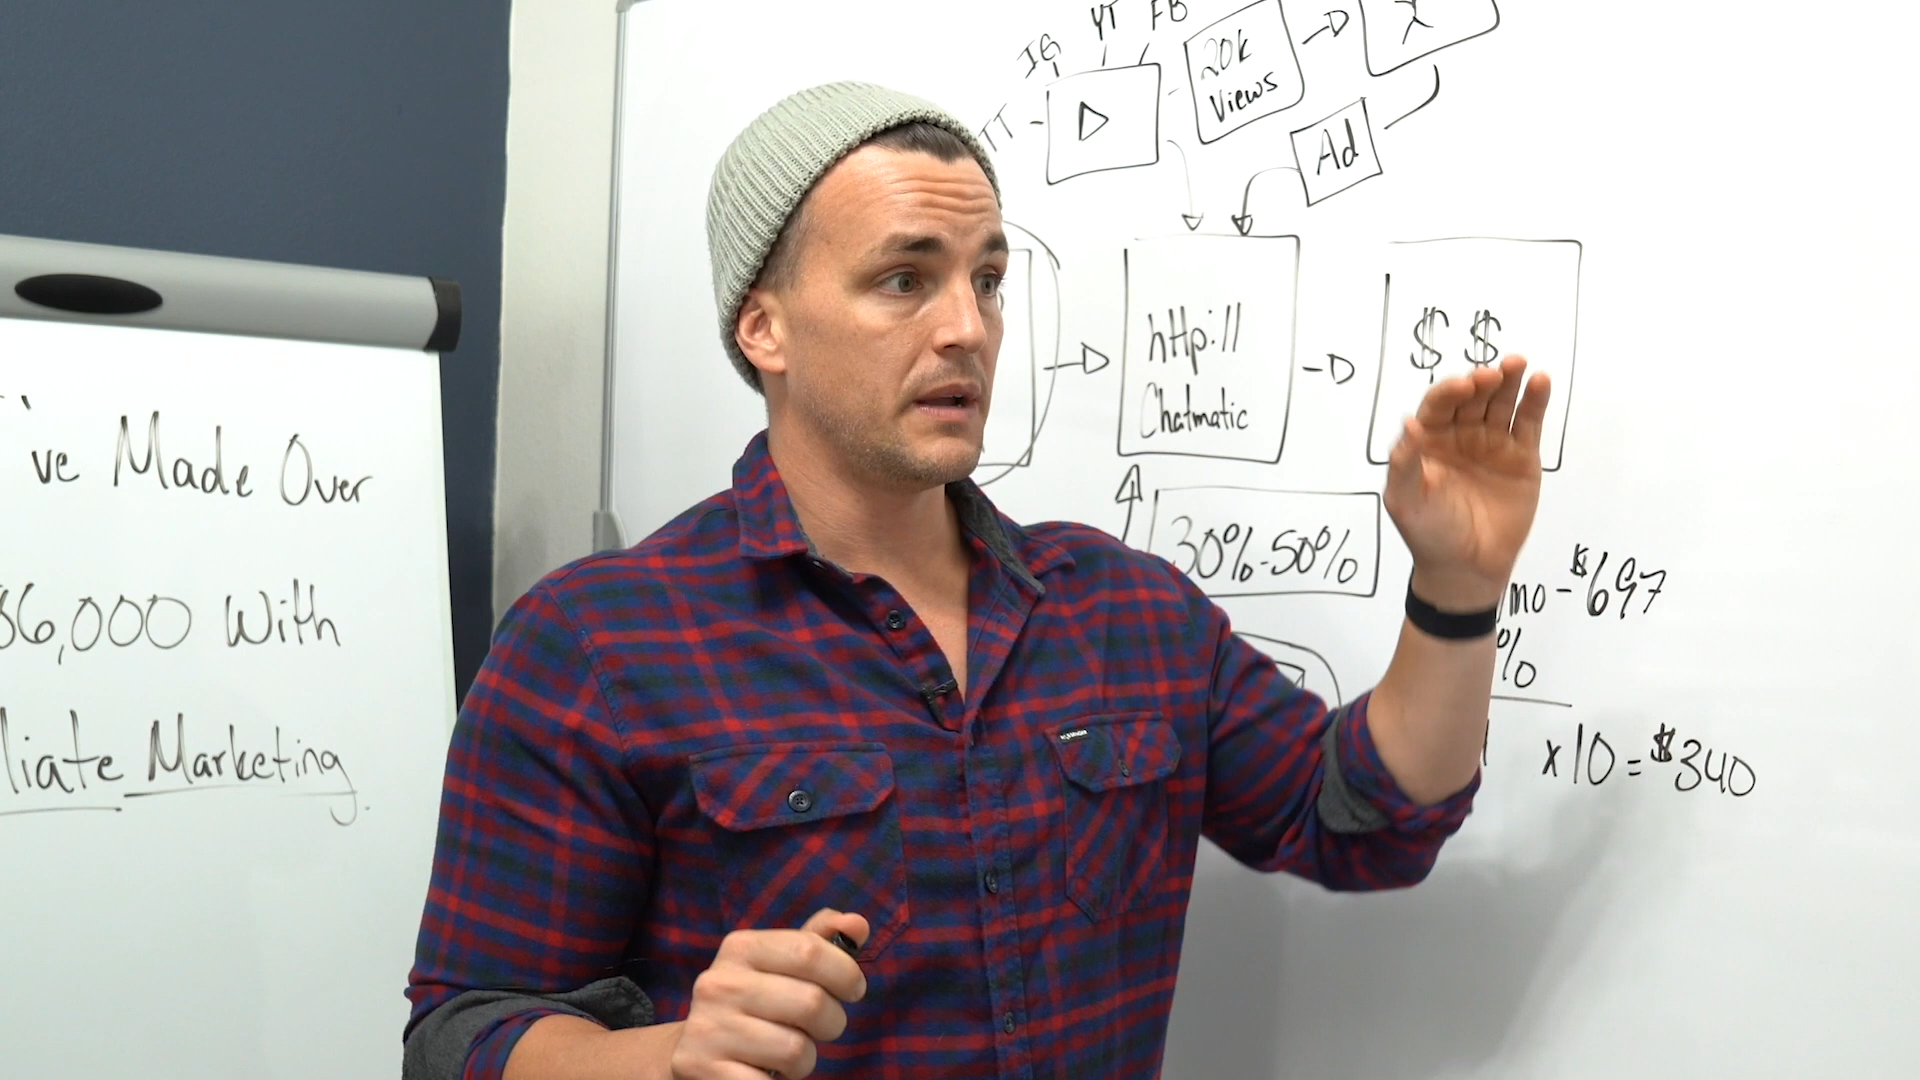 've Made Over
36,000 With
liate Marketing.
IG YT FB
TT
20k
Views
Ad
http://
Chatmatic
$ $
30%-50%
/mo - $697
%
x10 = $340